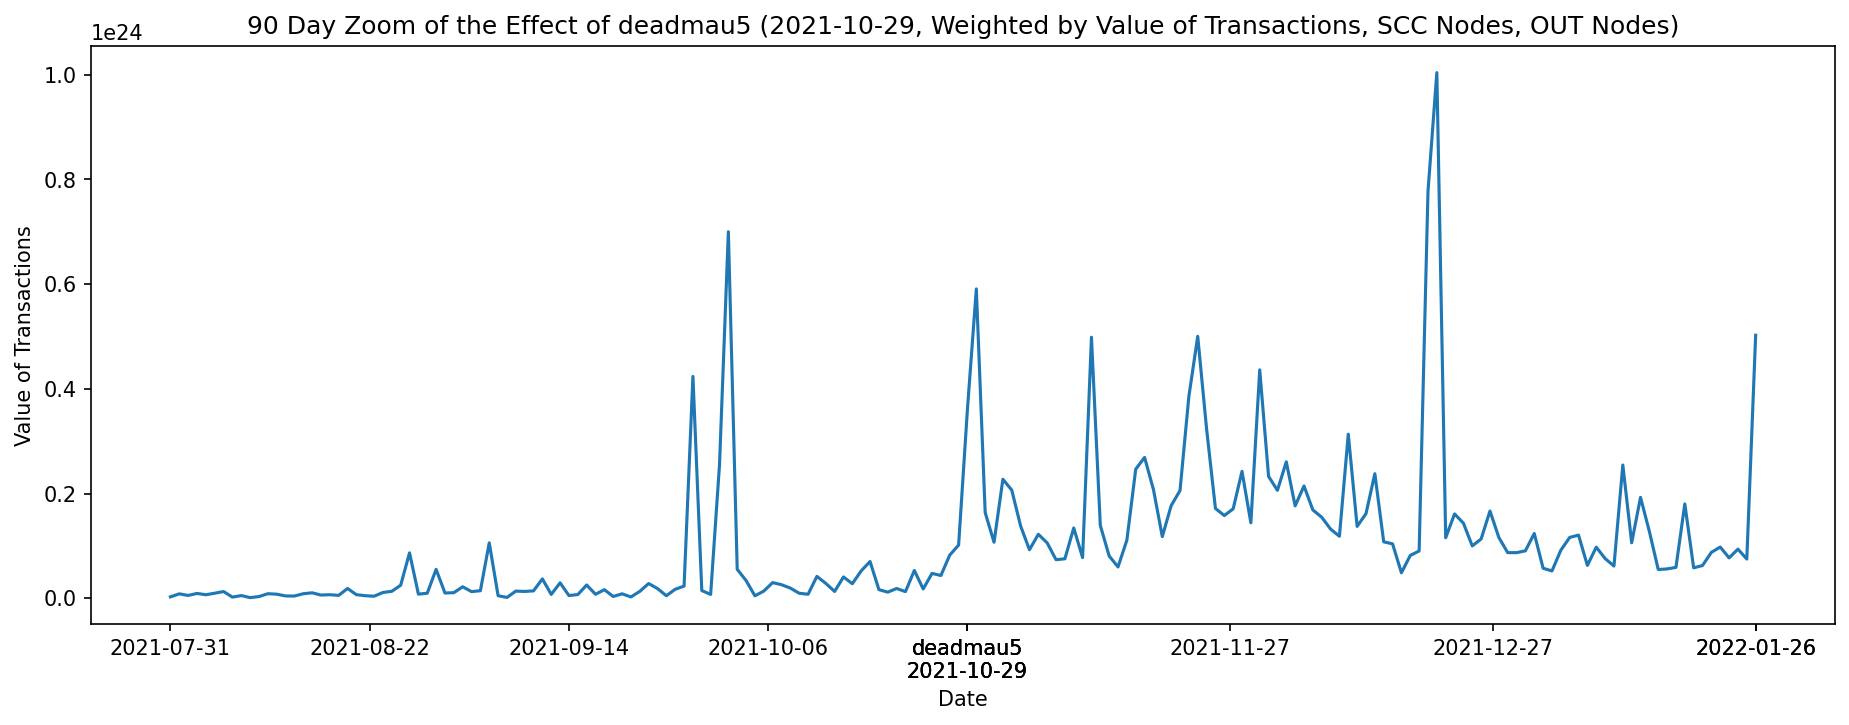 90 Day Zoom of the Effect of deadmau5 (2021-10-29, Weighted by Value of Transactions, SCC Nodes, OUT Nodes)
1e24
1.0
0.8
0.6
0.4
0.2
0.0
Value of Transactions
2021-07-31 2021-08-22 2021-09-14 2021-10-06 deadmau5 2021-11-27 2021-12-27 2022-01-26
2021-10-29
Date